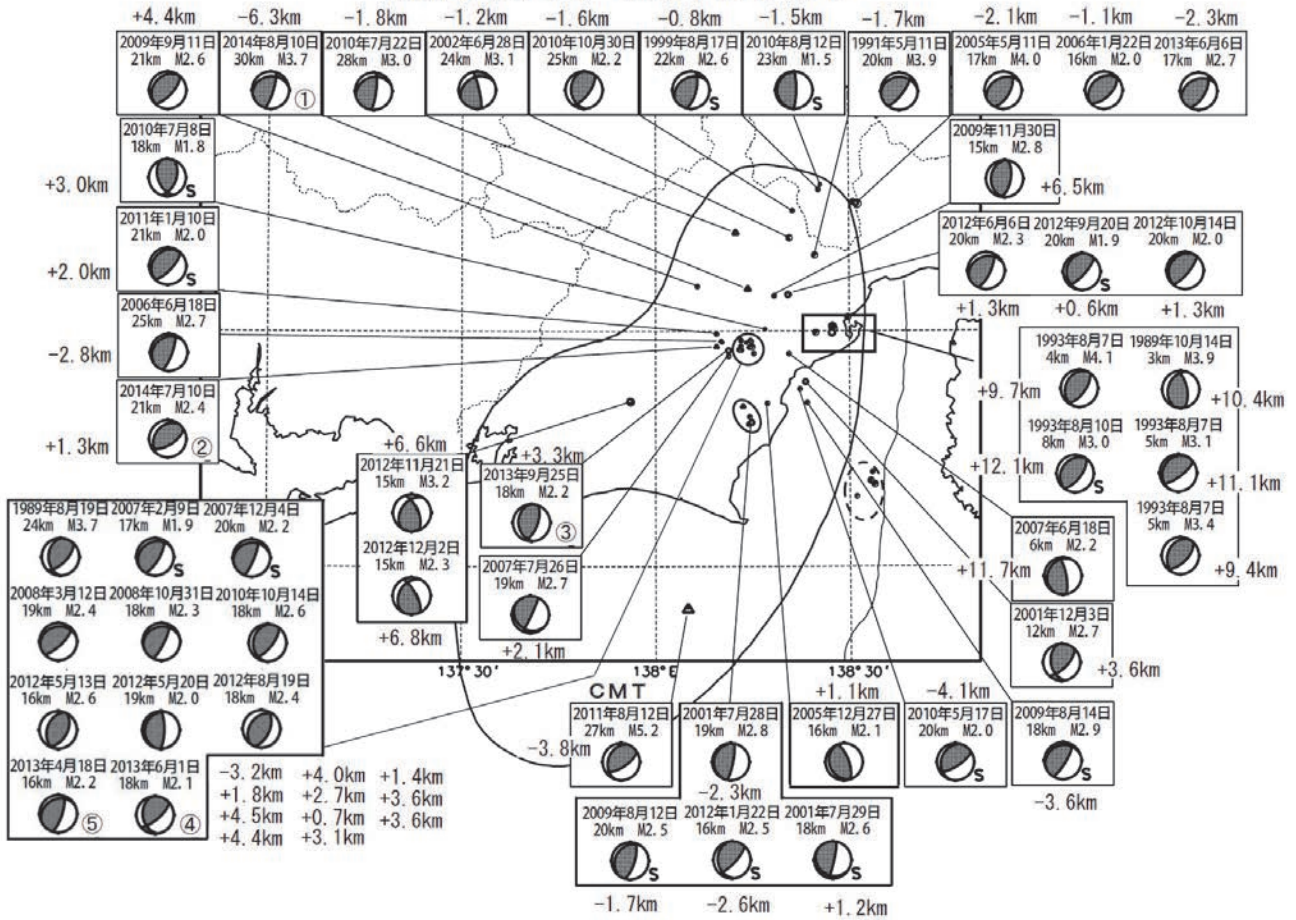 +4.4km -6.3km -1.8km -1.2km -1.6km -0.8km -1.5km -1.7km -2.1km -1.1km -2.3km
2009年9月11日 2014年8月10日 2010年7月22日 2002年6月28日 2010年10月30日 1999年8月17日 2010年8月12日 1991年5月11日 2005年5月11日 2006年1月22日 2013年6月6日
21km M2.6 30km M3.7 28km M3.0 24km M3.1 25km M2.2 22km M2.6 23km M1.5 20km M3.9 17km M4.0 16km M2.0 17km M2.7
① S S
2010年7月8日
18km M1.8
S
+3.0km
2009年11月30日
15km M2.8
+6.5km
2011年1月10日
21km M2.0
S
+2.0km
2012年6月6日 2012年9月20日 2012年10月14日
20km M2.3 20km M1.9 20km M2.0
S
+1.3km +0.6km +1.3km
2006年6月18日
25km M2.7
-2.8km
2014年7月10日
21km M2.4
②
+1.3km
1993年8月7日 1989年10月14日
4km M4.1 3km M3.9
+9.7km +10.4km
1993年8月10日 1993年8月7日
8km M3.0 5km M3.1
S
+12.1km +11.1km
1993年8月7日
5km M3.4
+9.4km
+6.6km
2012年11月21日
15km M3.2
2012年12月2日
15km M2.3
+6.8km
+3.3km
2013年9月25日
18km M2.2
③
2007年7月26日
19km M2.7
+2.1km
2007年6月18日
6km M2.2
+11.7km
2001年12月3日
12km M2.7
+3.6km
1989年8月19日 2007年2月9日 2007年12月4日
24km M3.7 17km M1.9 20km M2.2
S S
2008年3月12日 2008年10月31日 2010年10月14日
19km M2.4 18km M2.3 18km M2.6
2012年5月13日 2012年5月20日 2012年8月19日
16km M2.6 19km M2.0 18km M2.4
2013年4月18日 2013年6月1日
16km M2.2 18km M2.1
⑤ ④
-3.2km +4.0km +1.4km
+1.8km +2.7km +3.6km
+4.5km +0.7km +3.6km
+4.4km +3.1km
137°30' 138°E 138°30'
CMT
+1.1km -4.1km
2011年8月12日 2001年7月28日 2005年12月27日 2010年5月17日 2009年8月14日
27km M5.2 19km M2.8 16km M2.1 20km M2.0 18km M2.9
S S
-3.8km -2.3km -3.6km
2009年8月12日 2012年1月22日 2001年7月29日
20km M2.5 16km M2.5 18km M2.6
S S S
-1.7km -2.6km +1.2km